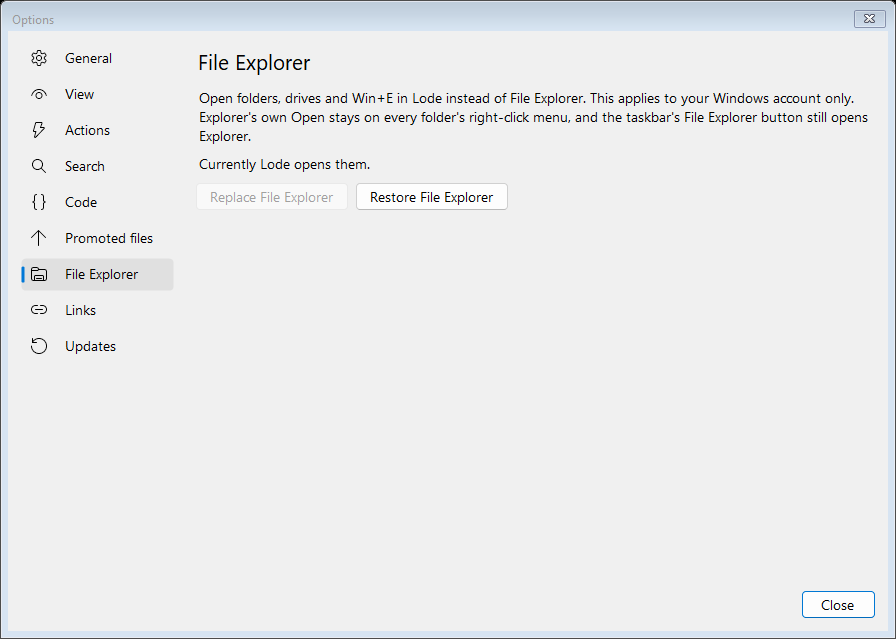 Options
General
View
Actions
Search
Code
Promoted files
File Explorer
Links
Updates
File Explorer
Open folders, drives and Win+E in Lode instead of File Explorer. This applies to your Windows account only.
Explorer's own Open stays on every folder's right-click menu, and the taskbar's File Explorer button still opens
Explorer.
Currently Lode opens them.
Replace File Explorer
Restore File Explorer
Close